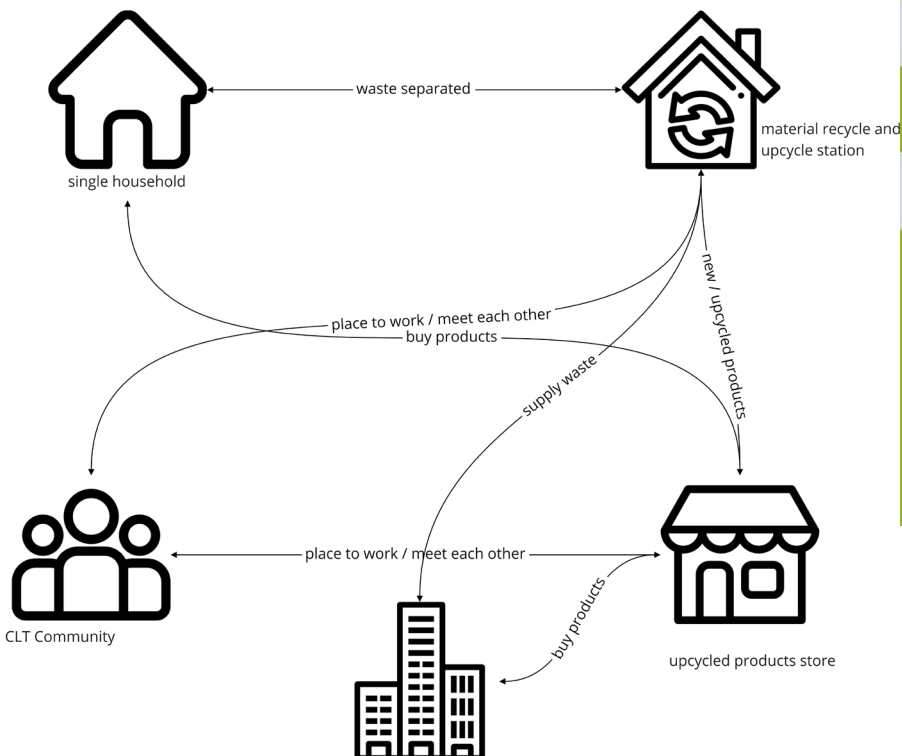 waste separated
material recycle and
upcycle station
single household
new / upcycled products
place to work / meet each other
buy products
supply waste
place to work / meet each other
buy products
CLT Community
upcycled products store